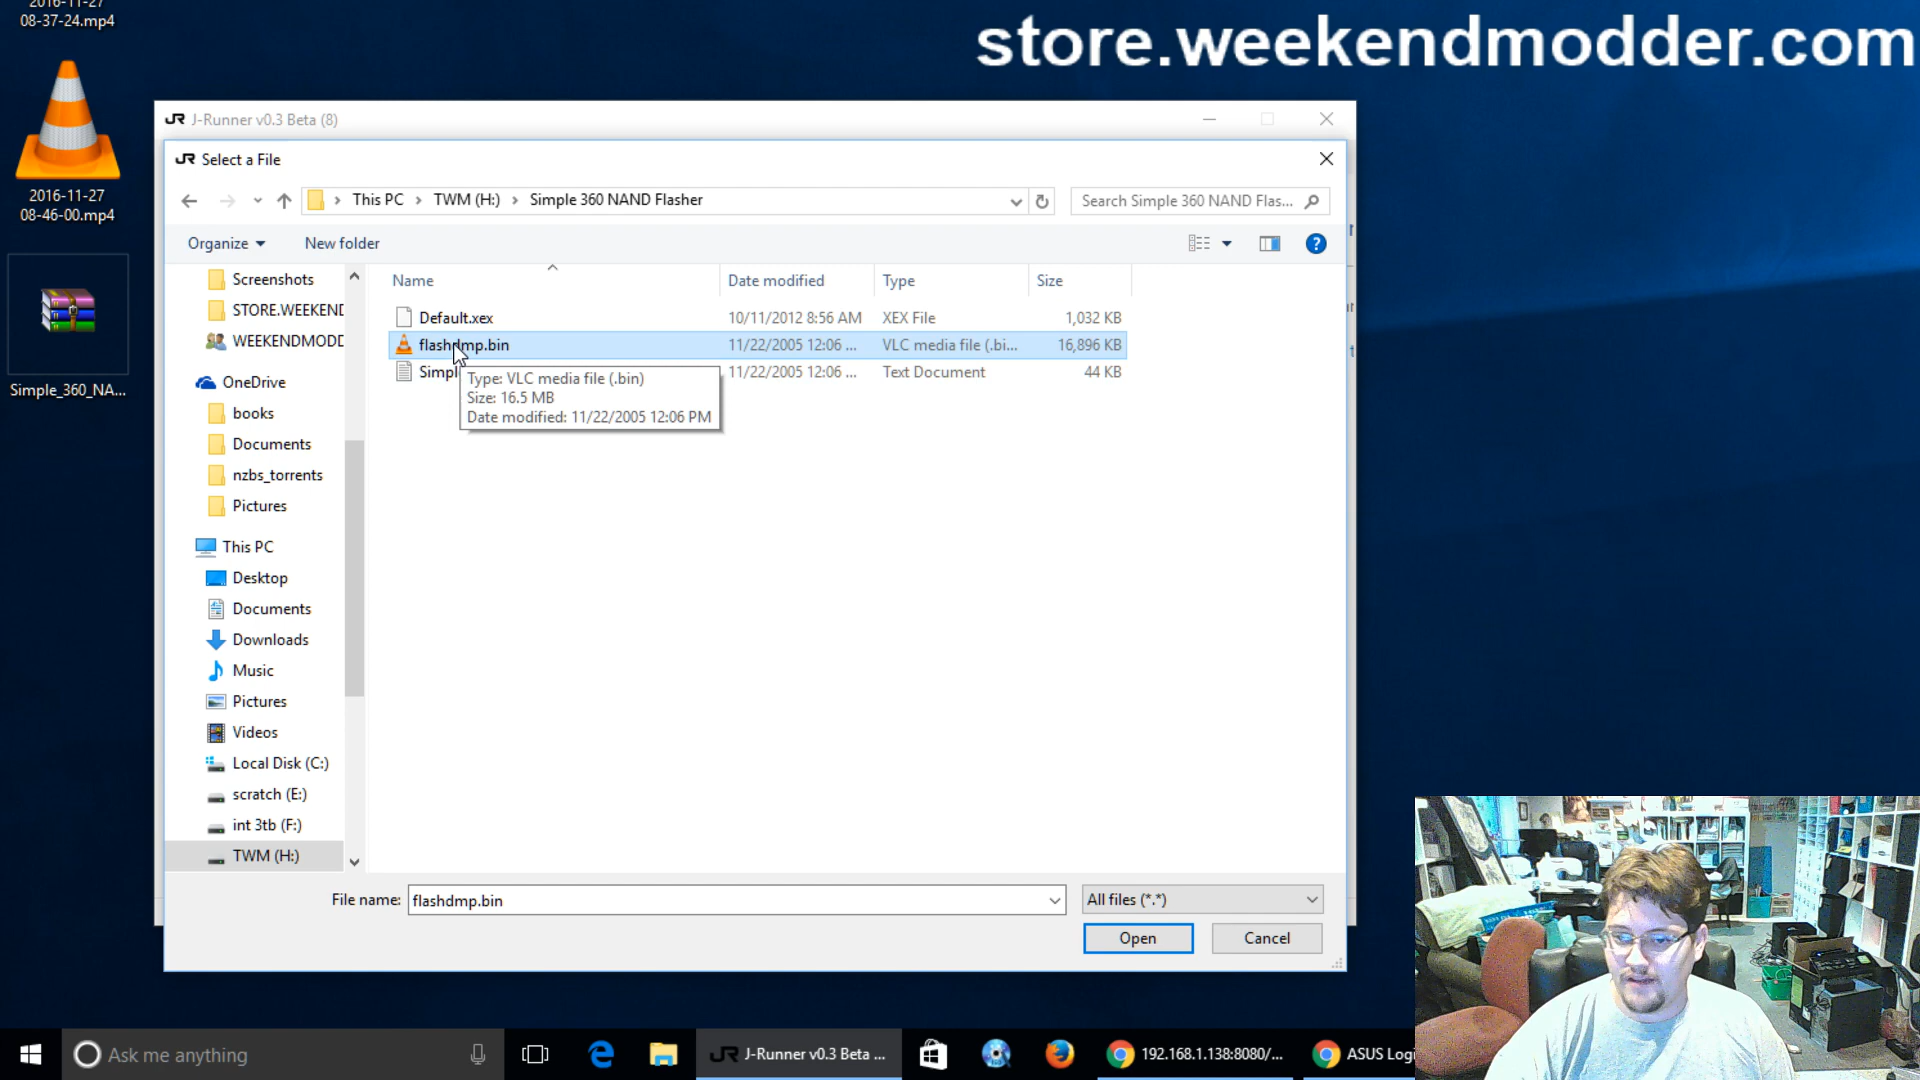 2016-11-27
08-37-24.mp4
store.weekendmodder.com
2016-11-27
08-46-00.mp4
Simple_360_NA...
JR J-Runner v0.3 Beta (8)
JR Select a File
This PC > TWM (H:) > Simple 360 NAND Flasher
Search Simple 360 NAND Flas...
Organize
New folder
?
Screenshots
STORE.WEEKEND
WEEKENDMODD
OneDrive
books
Documents
nzbs_torrents
Pictures
This PC
Desktop
Documents
Downloads
Music
Pictures
Videos
Local Disk (C:)
scratch (E:)
int 3tb (F:)
TWM (H:)
Name Date modified Type Size
Default.xex 10/11/2012 8:56 AM XEX File 1,032 KB
flashdmp.bin 11/22/2005 12:06 ... VLC media file (.bi... 16,896 KB
Simpl 11/22/2005 12:06 ... Text Document 44 KB
Type: VLC media file (.bin)
Size: 16.5 MB
Date modified: 11/22/2005 12:06 PM
File name: flashdmp.bin
All files (*.*)
Open
Cancel
Ask me anything
JR J-Runner v0.3 Beta ...
192.168.1.138:8080/...
ASUS Logi